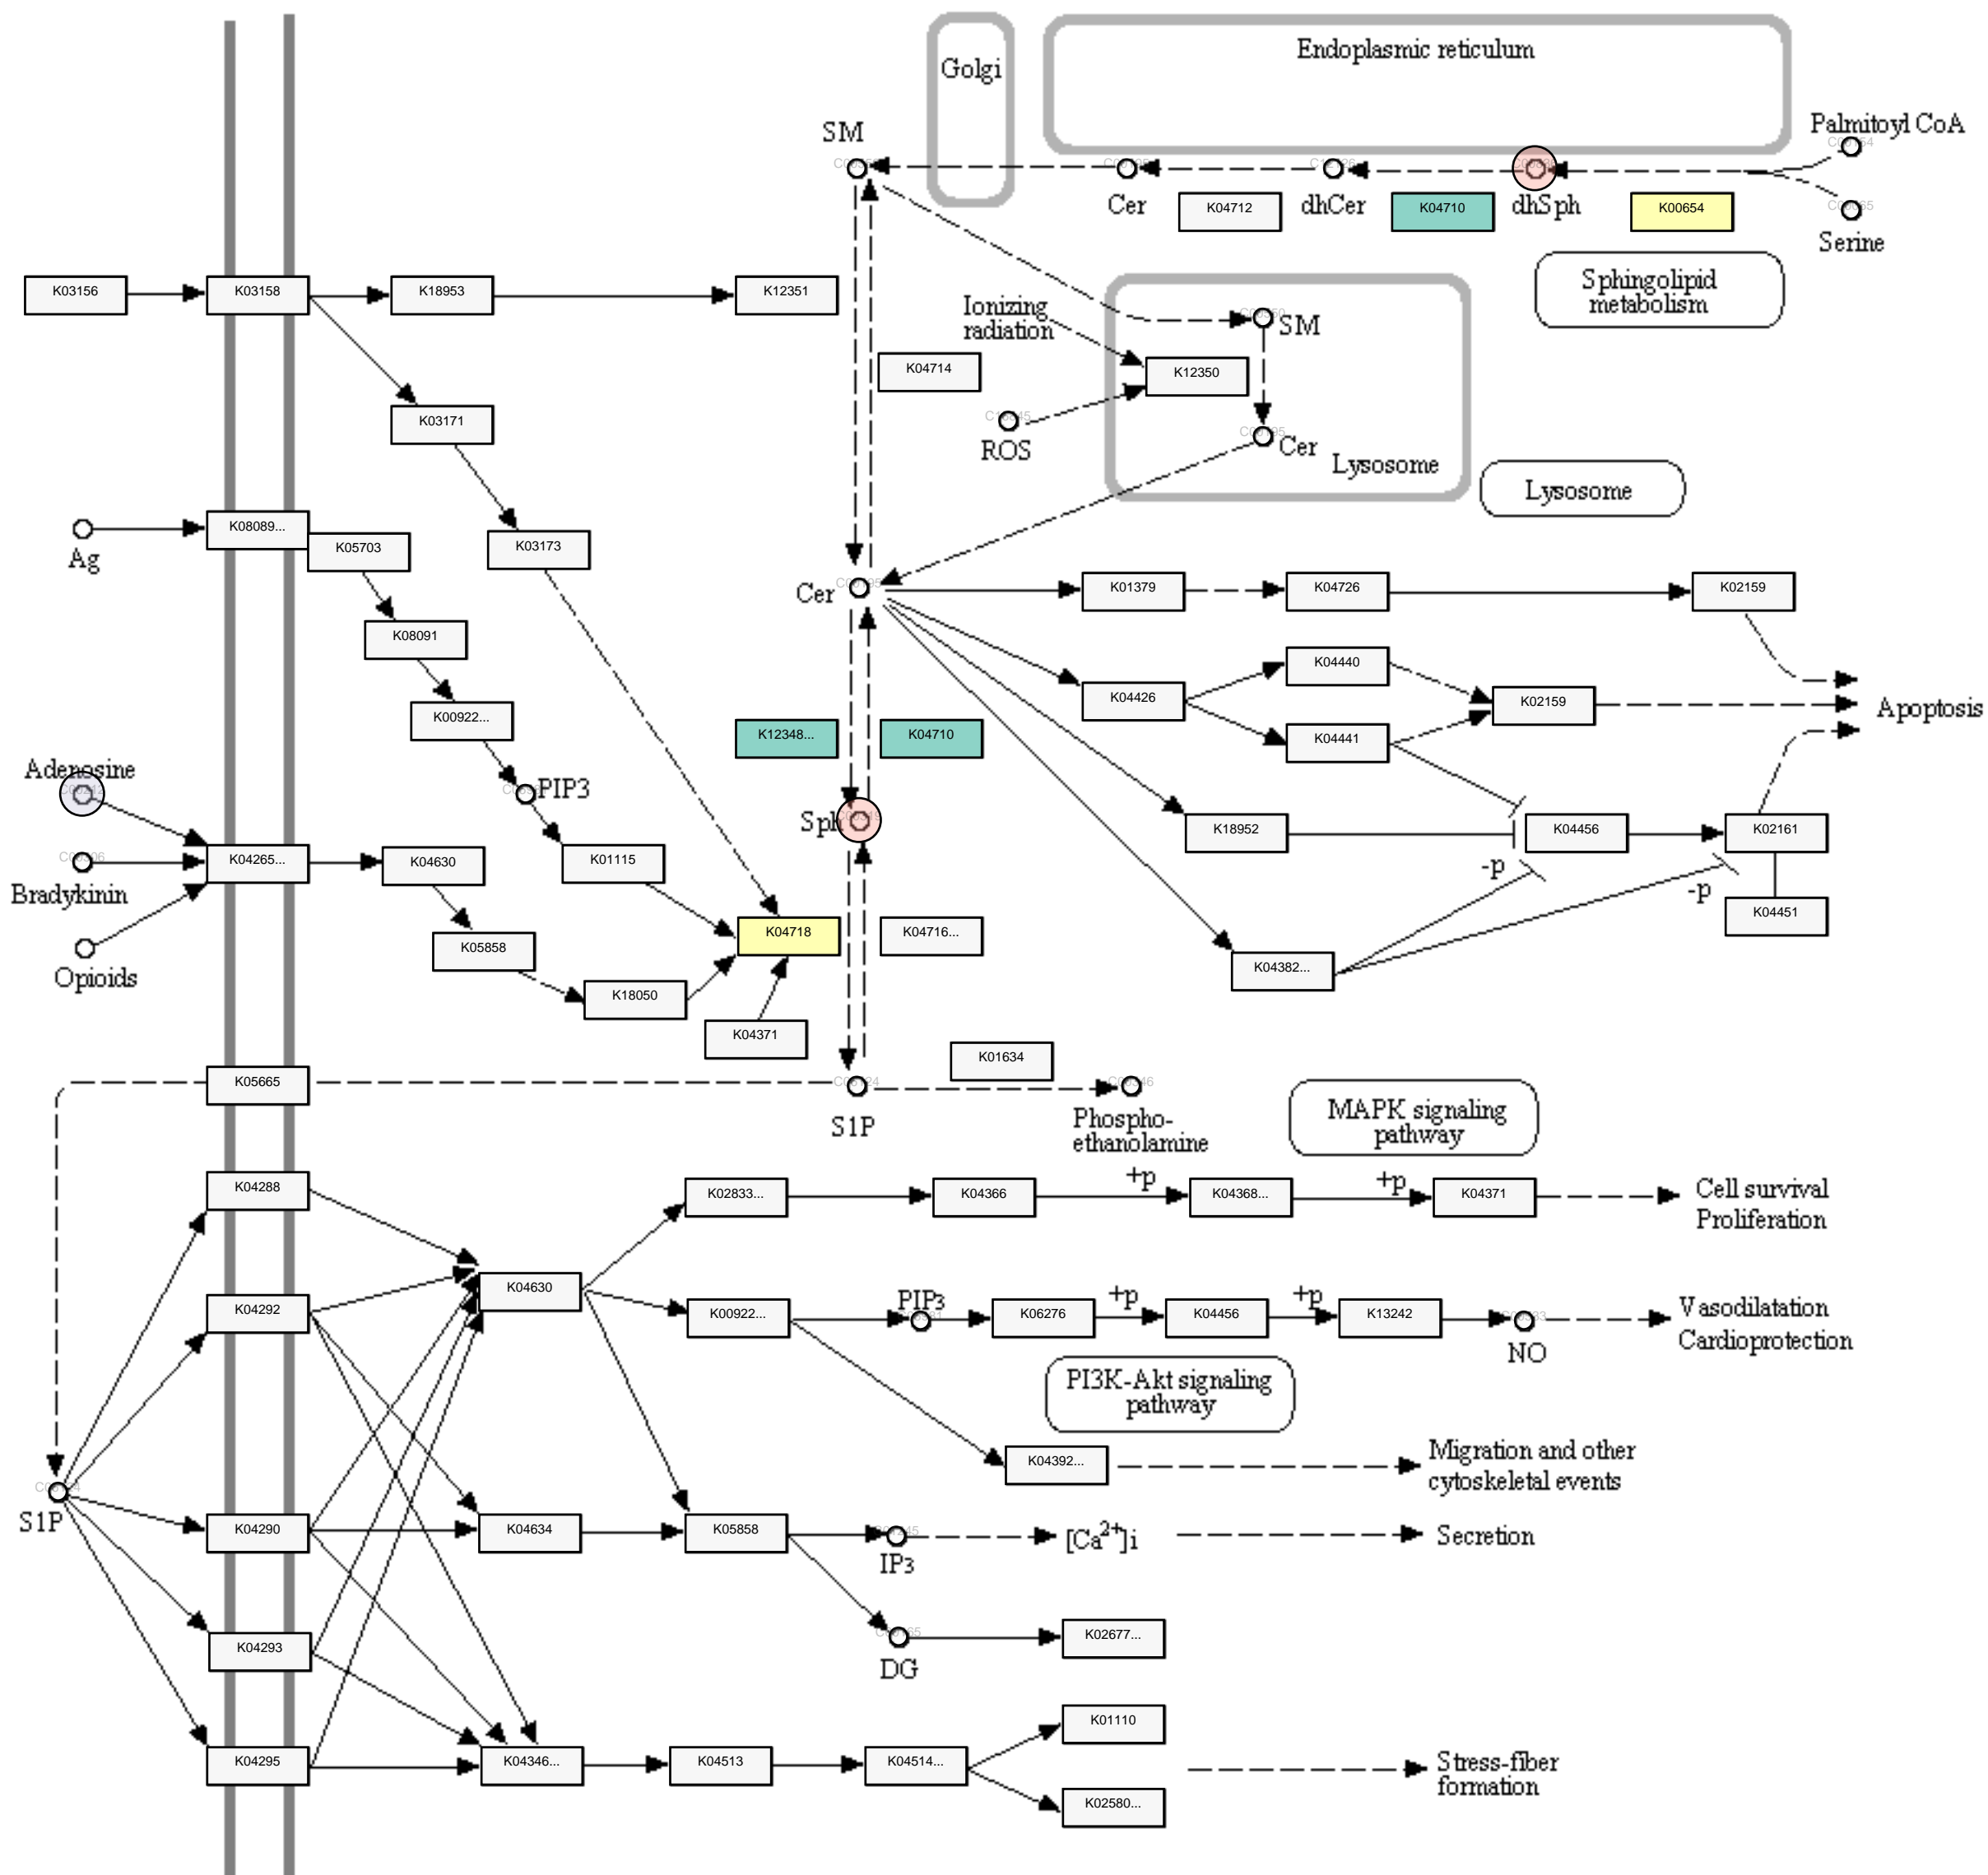 Golgi
Endoplasmic reticulum
SM
Palmitoyl CoA
Cer
K04712
dhCer
K04710
dhSph
K00654
Serine
Sphingolipid
metabolism
K03156
K03158
K18953
K12351
Ionizing
radiation
SM
K04714
K12350
K03171
ROS
Cer
Lysosome
Lysosome
K08089...
Ag
K05703
K03173
Cer
K01379
K04726
K02159
K08091
K04440
K04426
K02159
Apoptosis
K00922...
K12348...
K04710
K04441
Adenosine
PIP3
Sph
K18952
K04456
K02161
K04265...
K04630
K01115
-p
-p
Bradykinin
K04451
K04718
K04716...
Opioids
K05858
K04382...
K18050
K04371
K01634
K05665
S1P
Phospho-
ethanolamine
MAPK signaling
pathway
K04288
K02833...
K04366
+p
K04368...
+p
K04371
Cell survival
Proliferation
K04630
K04292
K00922...
PIP3
K06276
+p
K04456
+p
K13242
NO
Vasodilatation
Cardioprotection
PI3K-Akt signaling
pathway
K04392...
Migration and other
cytoskeletal events
S1P
K04290
K04634
K05858
IP3
[Ca2+]i
Secretion
K04293
DG
K02677...
K01110
K04295
K04346...
K04513
K04514...
Stress-fiber
formation
K02580...